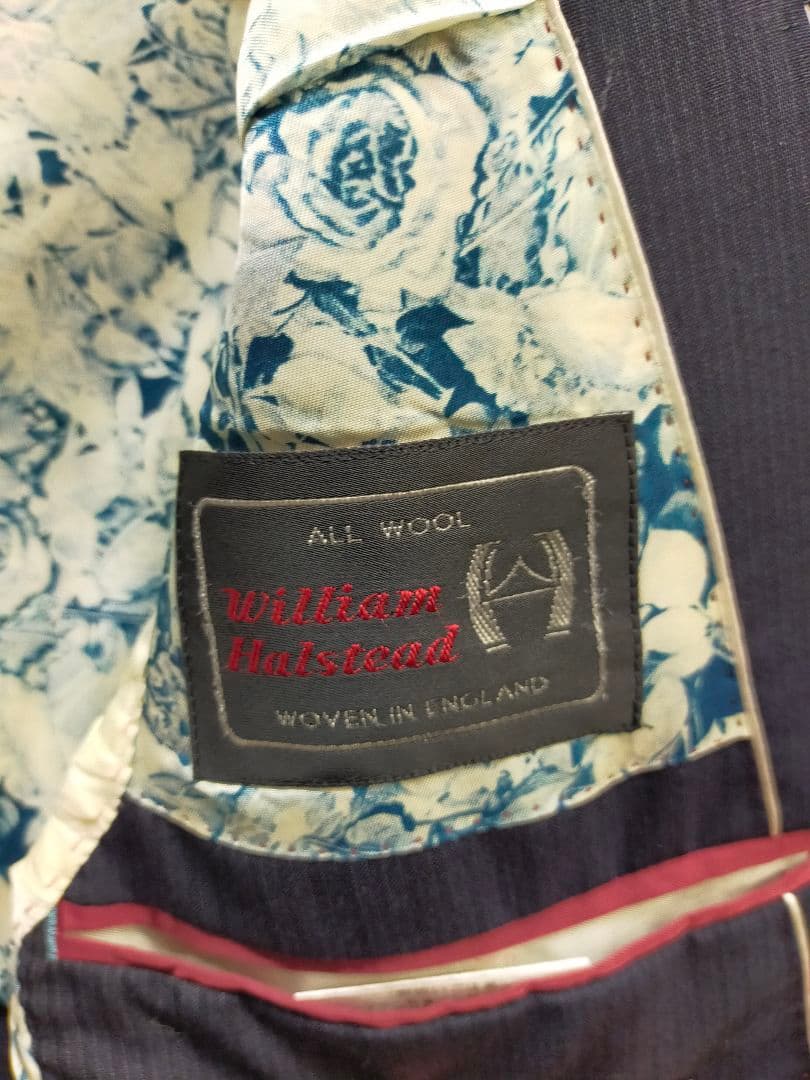 ALL WOOL
William
Halstead
WOVEN IN ENGLAND